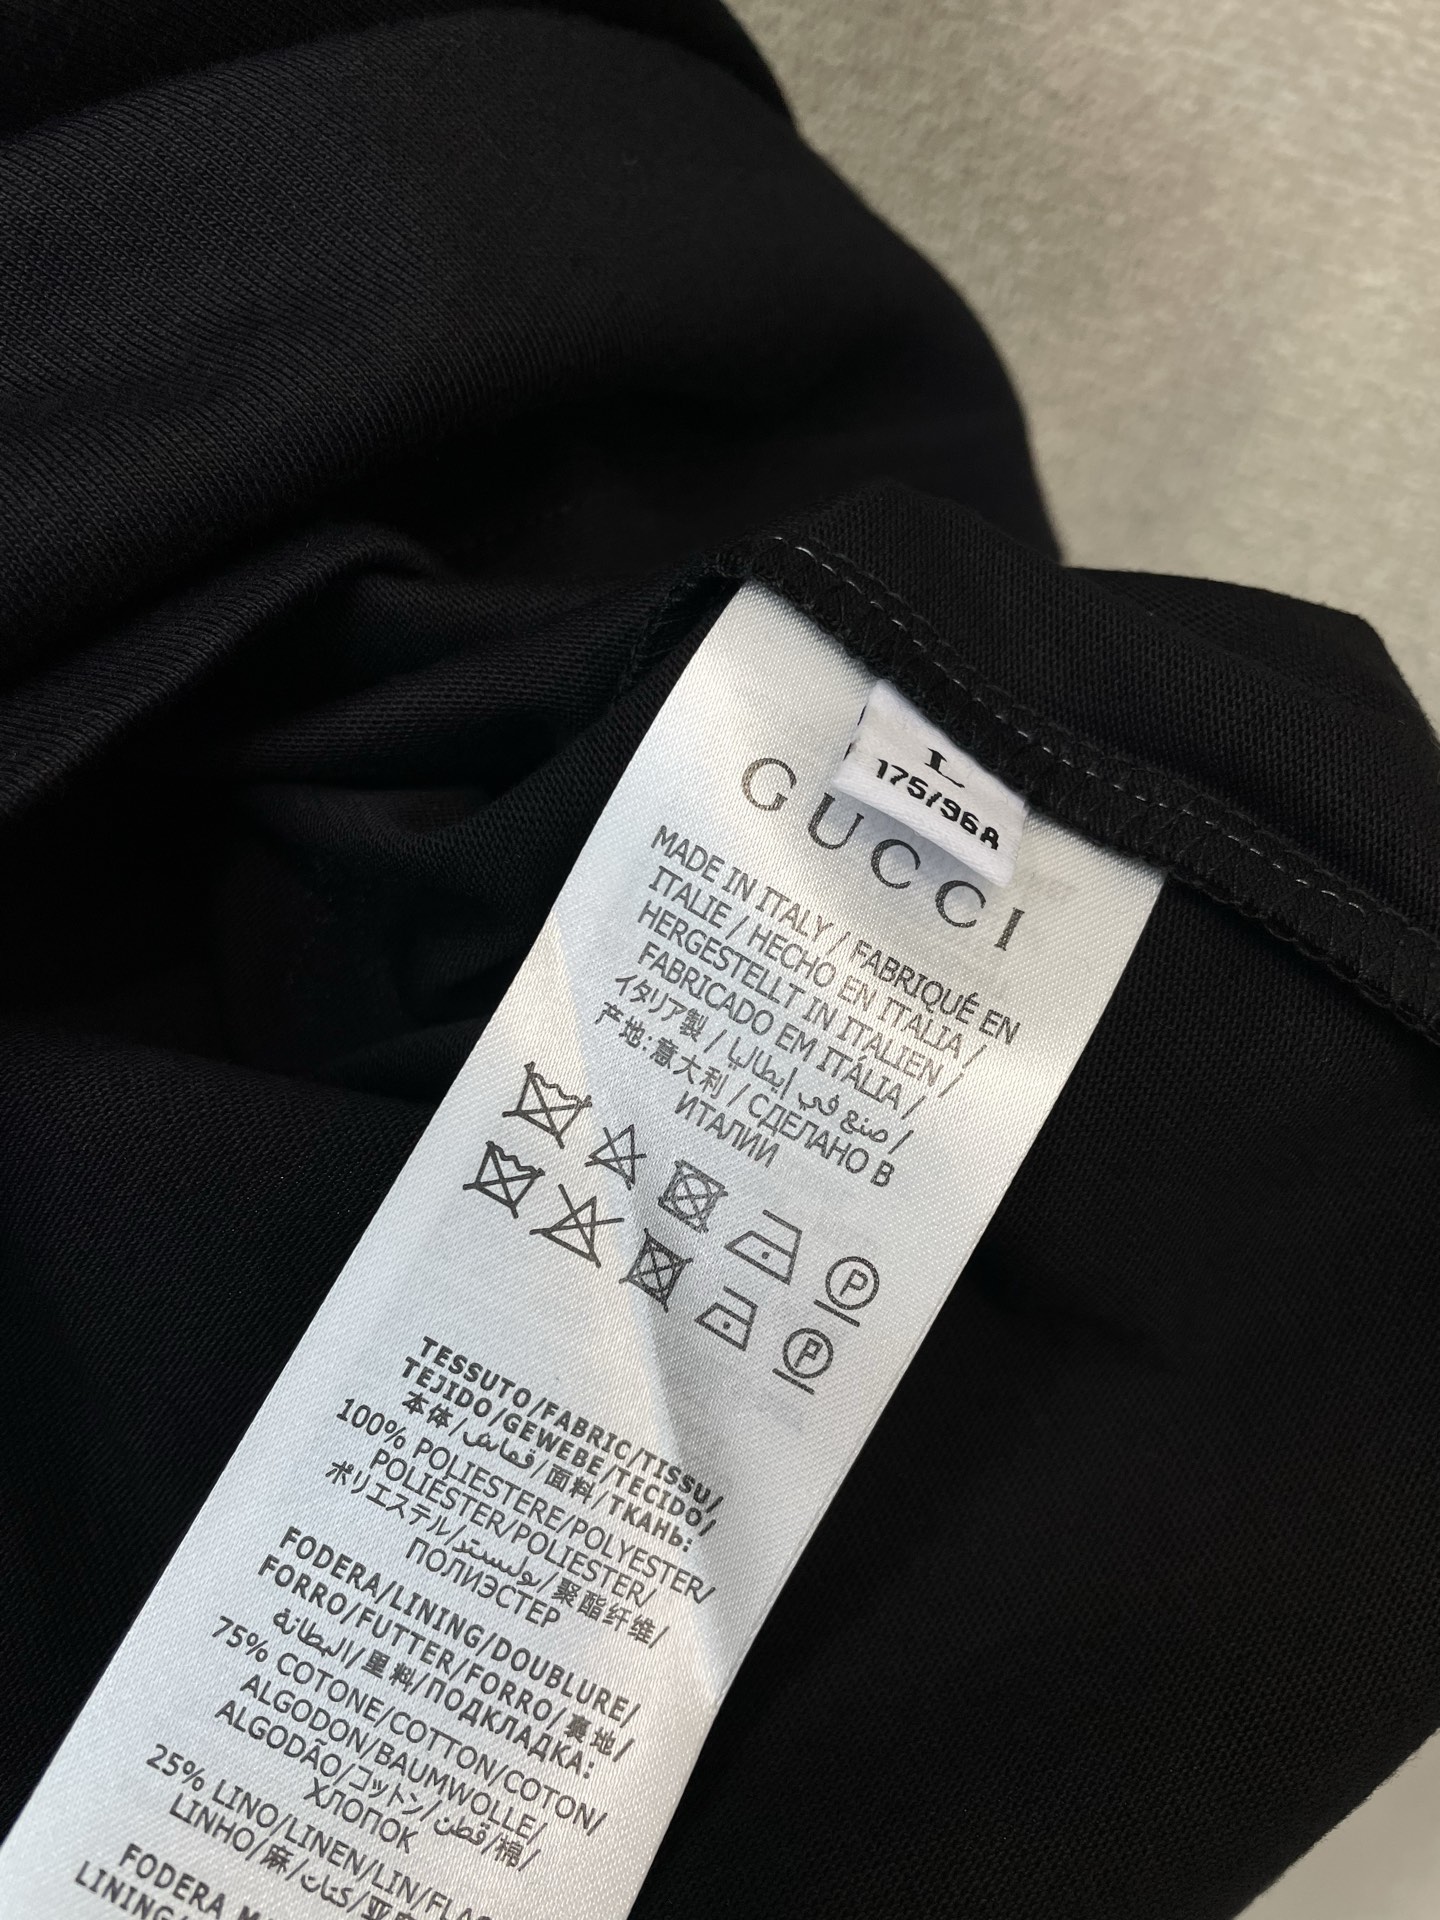 L
175/96A
GUCCI
MADE IN ITALY / FABRIQUÉ EN
ITALIE / HECHO EN ITALIA /
HERGESTELLT IN ITALIEN /
FABRICADO EM ITÁLIA /
イタリア製 / صنع في إيطاليا /
产地:意大利 / СДЕЛАНО В
ИТАЛИИ
P
P
TESSUTO/FABRIC/TISSU/
TEJIDO/GEWEBE/TECIDO/
本体/قماش/面料/ТКАНЬ:
100% POLIESTERE/POLYESTER/
POLIÉSTER/POLIESTER/
ポリエステル/بوليستر/聚酯纤维/
ПОЛИЭСТЕР
FODERA/LINING/DOUBLURE/
FORRO/FUTTER/FORRO/裏地/
البطانة/里料/ПОДКЛАДКА:
75% COTONE/COTTON/COTON/
ALGODON/BAUMWOLLE/
ALGODÃO/コットン/قطن/棉/
ХЛОПОК
25% LINO/LINEN/LIN/FLA
LINHO/麻/كتان/亚
FODERA
LINING/